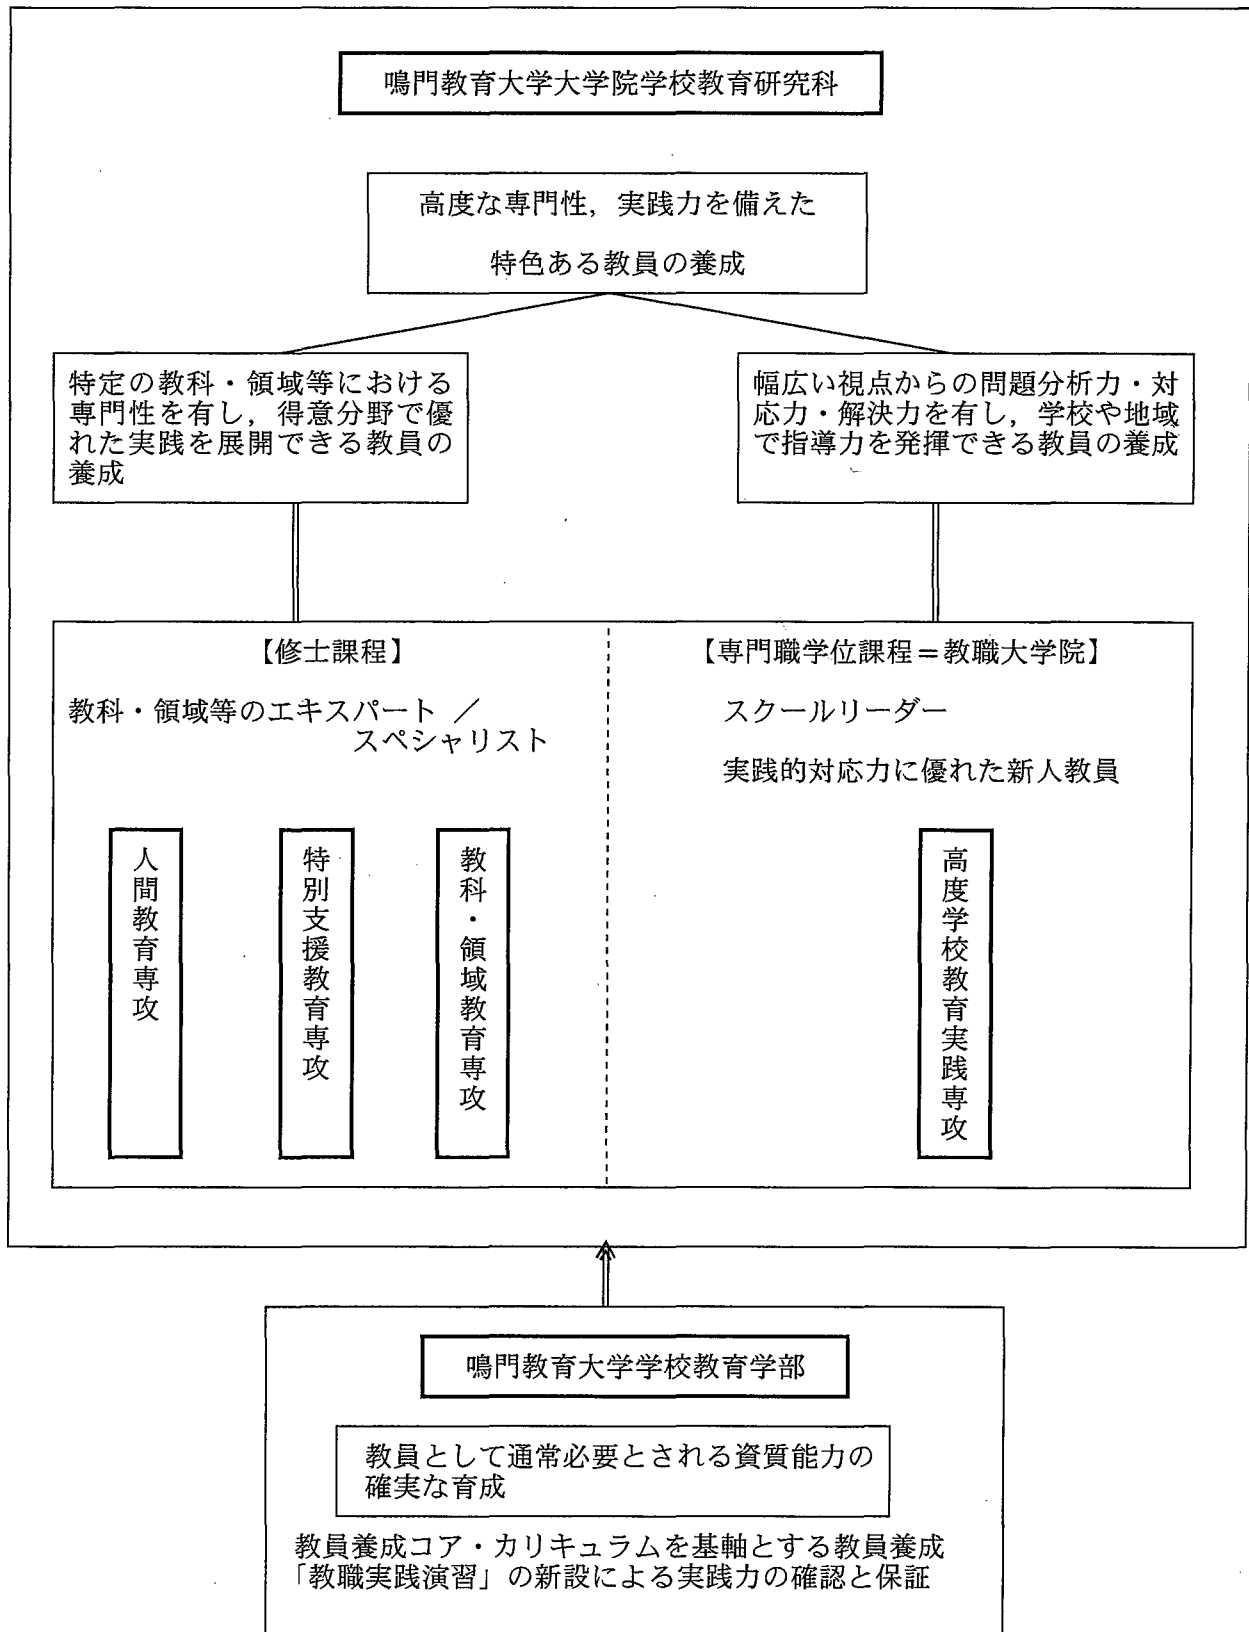 鳴門教育大学大学院学校教育研究科
高度な専門性，実践力を備えた
特色ある教員の養成
特定の教科・領域等における
専門性を有し，得意分野で優
れた実践を展開できる教員の
養成
幅広い視点からの問題分析力・対
応力・解決力を有し，学校や地域
で指導力を発揮できる教員の養成
【修士課程】
教科・領域等のエキスパート ／
スペシャリスト
人間教育専攻
特別支援教育専攻
教科・領域教育専攻
【専門職学位課程＝教職大学院】
スクールリーダー
実践的対応力に優れた新人教員
高度学校教育実践専攻
鳴門教育大学学校教育学部
教員として通常必要とされる資質能力の
確実な育成
教員養成コア・カリキュラムを基軸とする教員養成
「教職実践演習」の新設による実践力の確認と保証